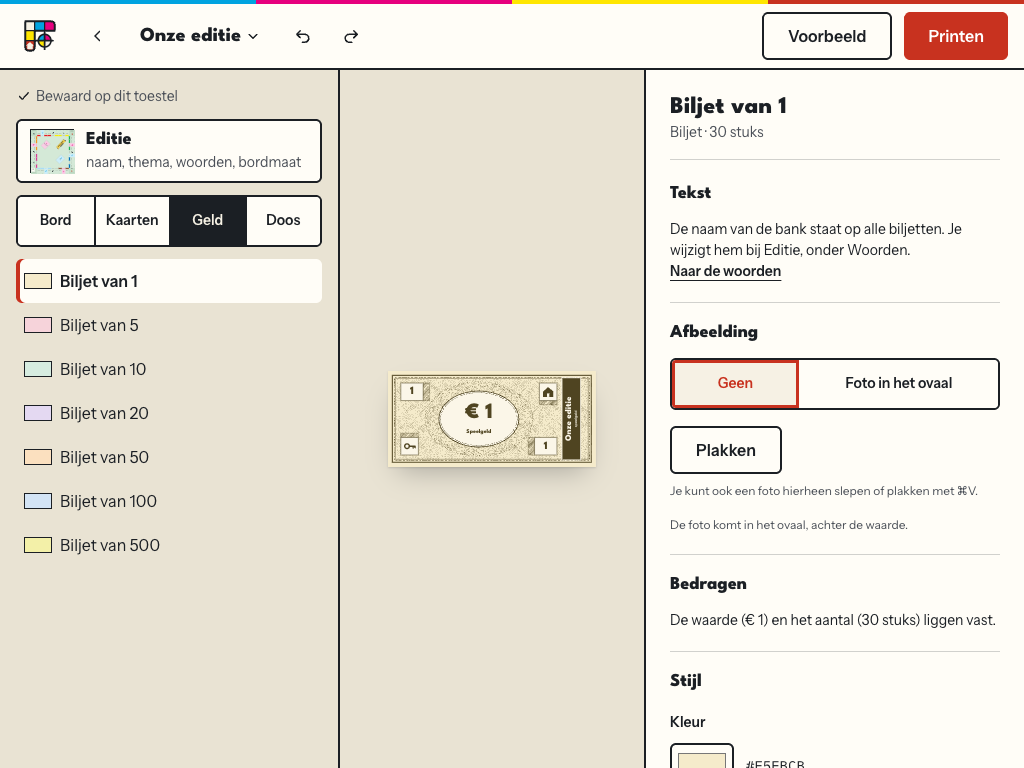 Onze editie
Voorbeeld
Printen
Bewaard op dit toestel
Editie
naam, thema, woorden, bordmaat
Bord
Kaarten
Geld
Doos
Biljet van 1
Biljet van 5
Biljet van 10
Biljet van 20
Biljet van 50
Biljet van 100
Biljet van 500
1
€ 1
Speelgeld
1
Onze editie
Biljet van 1
Biljet · 30 stuks
Tekst
De naam van de bank staat op alle biljetten. Je
wijzigt hem bij Editie, onder Woorden.
Naar de woorden
Afbeelding
Geen
Foto in het ovaal
Plakken
Je kunt ook een foto hierheen slepen of plakken met ⌘V.
De foto komt in het ovaal, achter de waarde.
Bedragen
De waarde (€ 1) en het aantal (30 stuks) liggen vast.
Stijl
Kleur
#F5EBCB